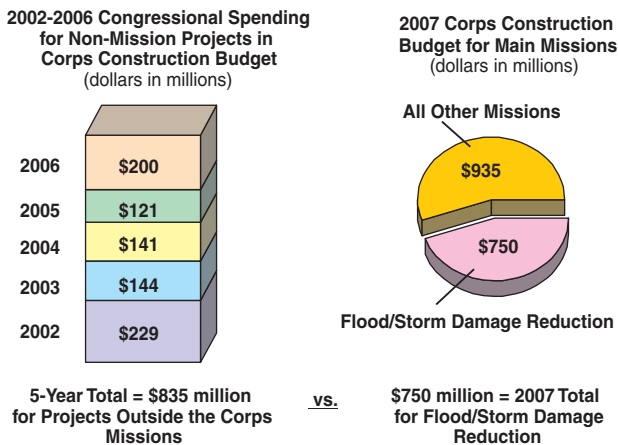 2002-2006 Congressional Spending
for Non-Mission Projects in
Corps Construction Budget
(dollars in millions)
2006 $200
2005 $121
2004 $141
2003 $144
2002 $229
5-Year Total = $835 million
for Projects Outside the Corps
Missions
vs.
2007 Corps Construction
Budget for Main Missions
(dollars in millions)
All Other Missions
$935
$750
Flood/Storm Damage Reduction
$750 million = 2007 Total
for Flood/Storm Damage
Reduction